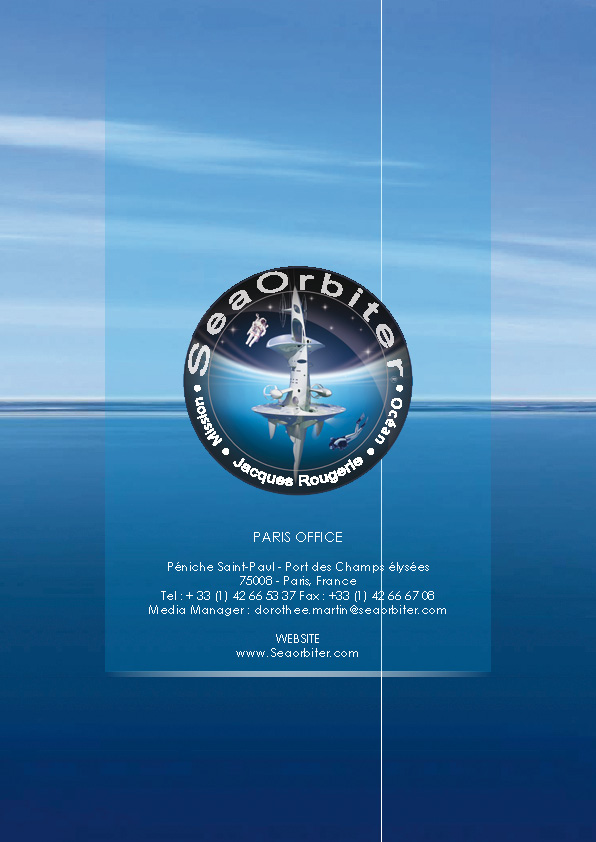 SeaOrbiter
Mission • Jacques Rougerie • Océan
PARIS OFFICE
Péniche Saint-Paul - Port des Champs élysées
75008 - Paris, France
Tel : + 33 (1) 42 66 53 37 Fax : +33 (1) 42 66 67 08
Media Manager : dorothee.martin@seaorbiter.com
WEBSITE
www.Seaorbiter.com